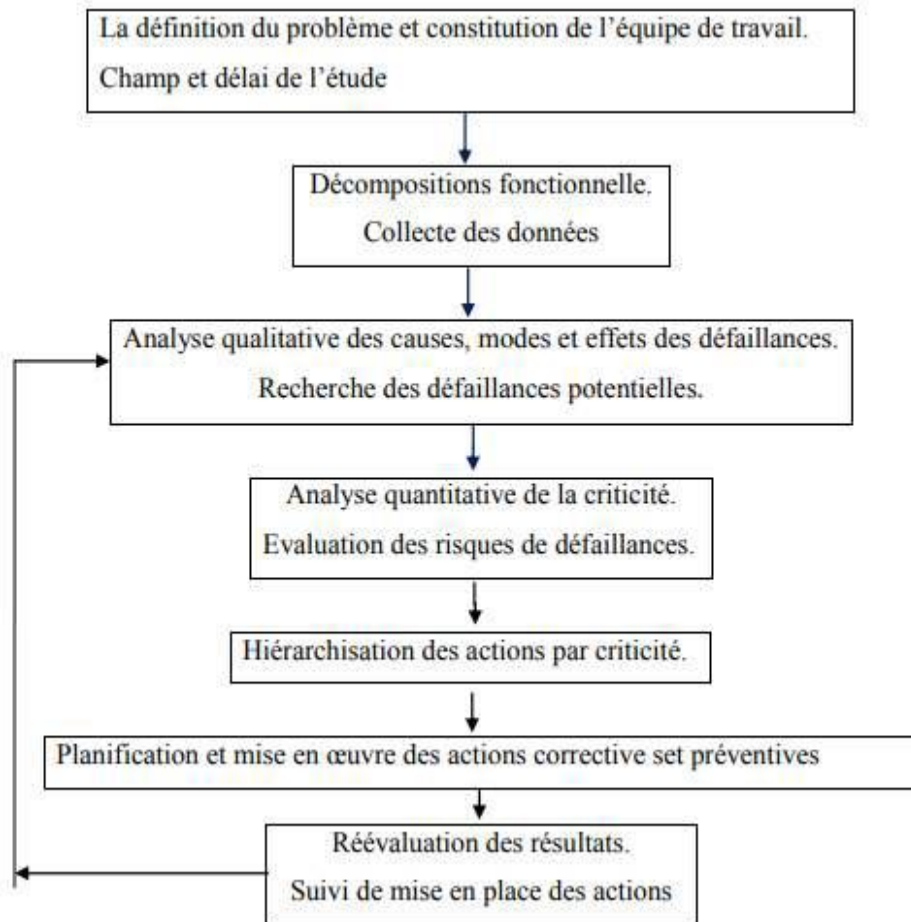 La définition du problème et constitution de l’équipe de travail.
Champ et délai de l’étude
Décompositions fonctionnelle.
Collecte des données
Analyse qualitative des causes, modes et effets des défaillances.
Recherche des défaillances potentielles.
Analyse quantitative de la criticité.
Evaluation des risques de défaillances.
Hiérarchisation des actions par criticité.
Planification et mise en œuvre des actions corrective set préventives
Réévaluation des résultats.
Suivi de mise en place des actions